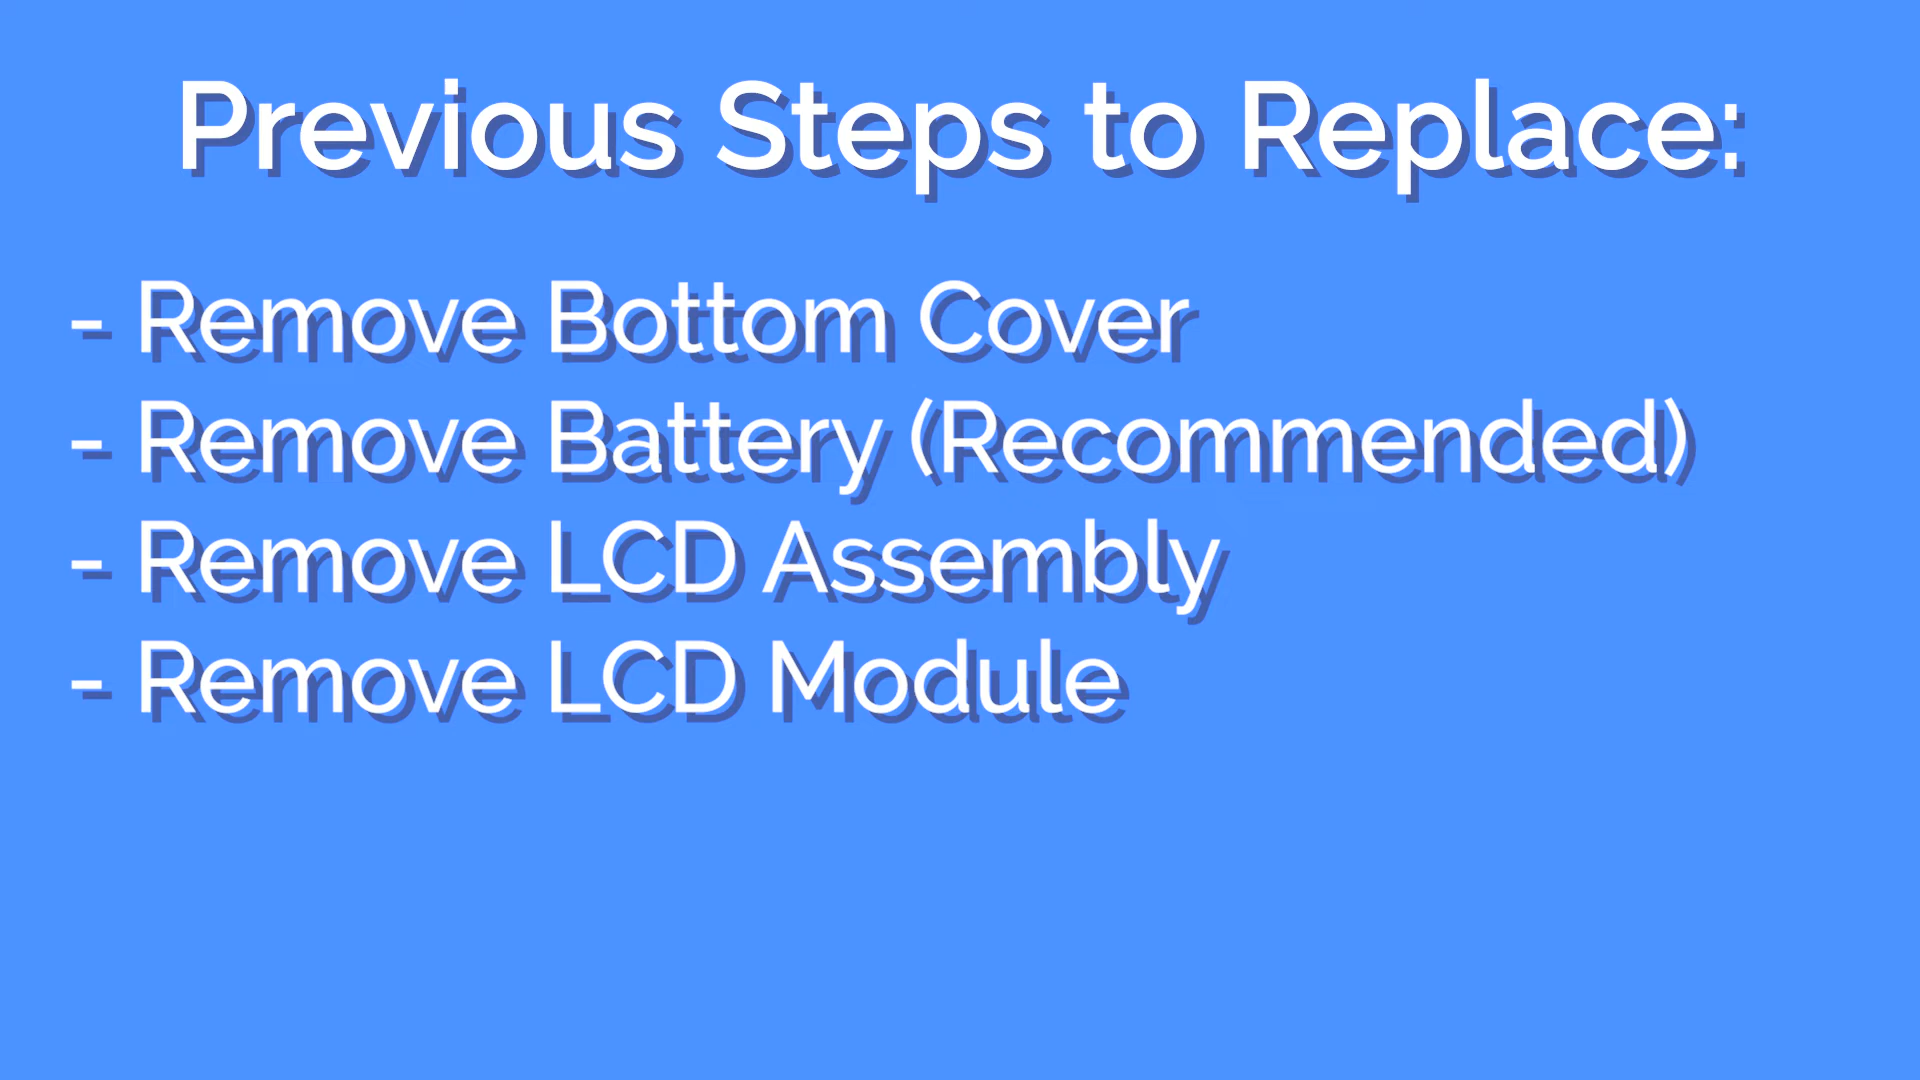 Previous Steps to Replace:
- Remove Bottom Cover
- Remove Battery (Recommended)
- Remove LCD Assembly
- Remove LCD Module